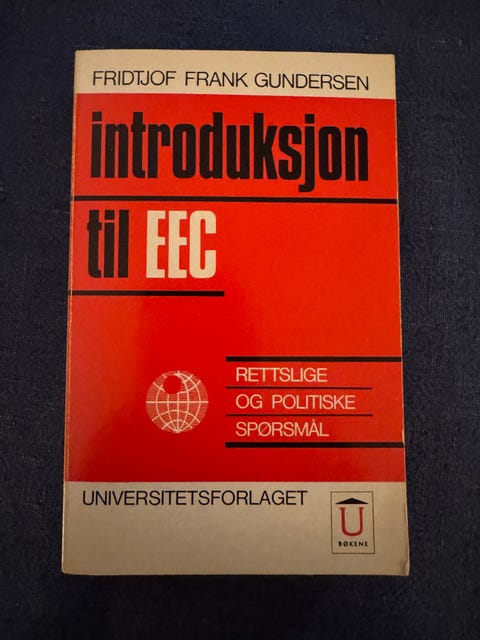 FRIDTJOF FRANK GUNDERSEN
introduksjon
til EEC
RETTSLIGE
OG POLITISKE
SPØRSMÅL
UNIVERSITETSFORLAGET
U
BØKENE